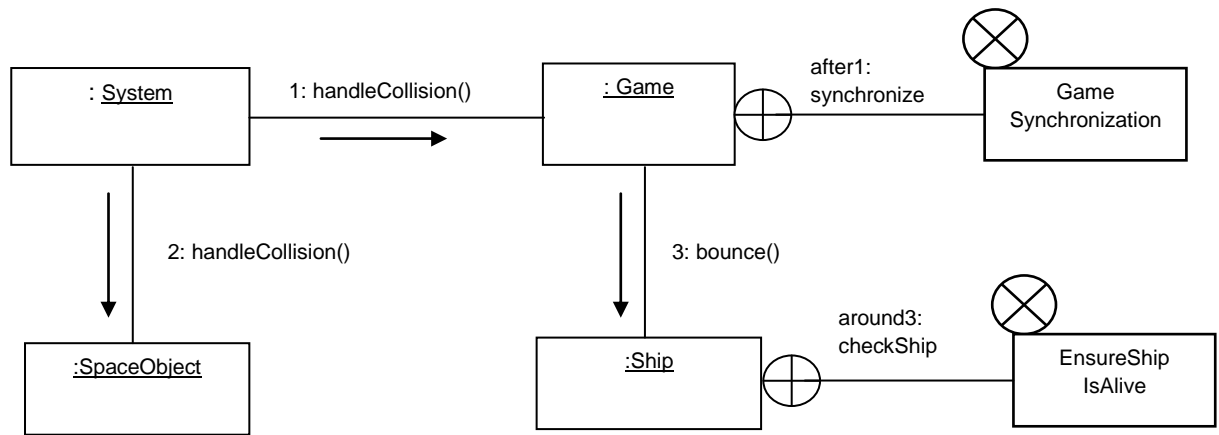 : System
1: handleCollision()
: Game
after1:
synchronize
Game
Synchronization
2: handleCollision()
3: bounce()
:SpaceObject
:Ship
around3:
checkShip
EnsureShip
IsAlive